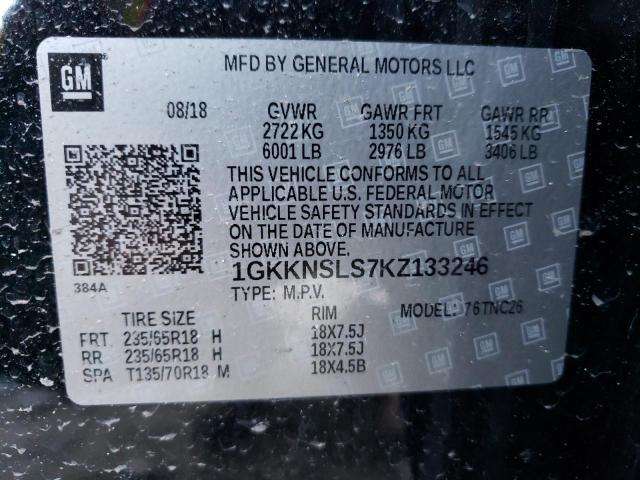 GM
MFD BY GENERAL MOTORS LLC
08/18 GVWR GAWR FRT GAWR RR
2722 KG 1350 KG 1545 KG
6001 LB 2976 LB 3406 LB
THIS VEHICLE CONFORMS TO ALL
APPLICABLE U.S. FEDERAL MOTOR
VEHICLE SAFETY STANDARDS IN EFFECT
ON THE DATE OF MANUFACTURE
SHOWN ABOVE.
384A
1GKKNSLS7KZ133246
TYPE: M.P.V. MODEL: 76TNC26
TIRE SIZE RIM
FRT 235/65R18 H 18X7.5J
RR 235/65R18 H 18X7.5J
SPA T135/70R18 M 18X4.5B